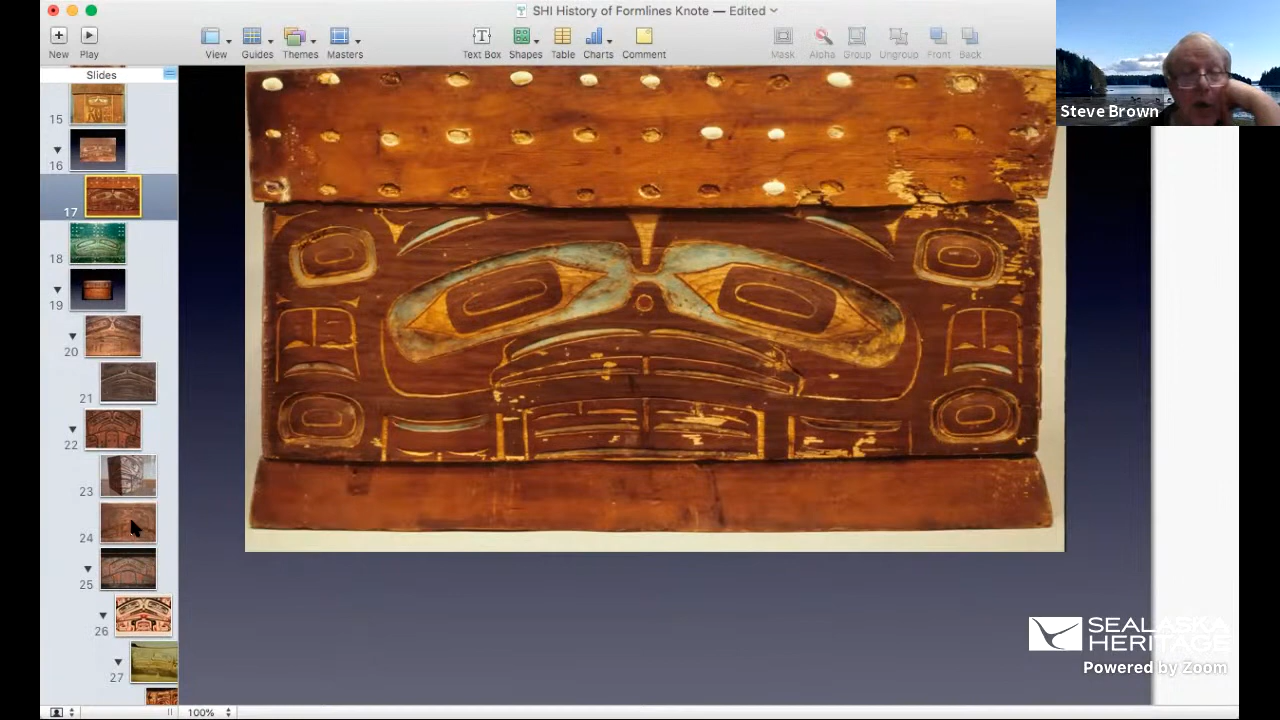 SHI History of Formlines Knote — Edited
New Play View Guides Themes Masters Text Box Shapes Table Charts Comment Mask Alpha Group Ungroup Front Back
Steve Brown
Slides
15
16
17
18
19
20
21
22
23
24
25
26
27
SEALASKA
HERITAGE
Powered by Zoom
100%